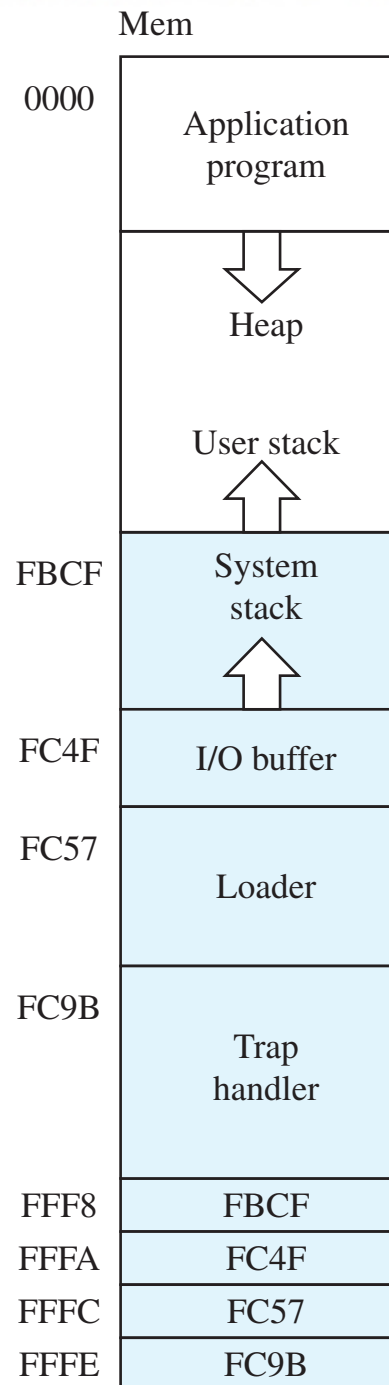 Mem
0000
Application
program
Heap
User stack
FBCF
System
stack
FC4F
I/O buffer
FC57
Loader
FC9B
Trap
handler
FFF8 FBCF
FFFA FC4F
FFFC FC57
FFFE FC9B